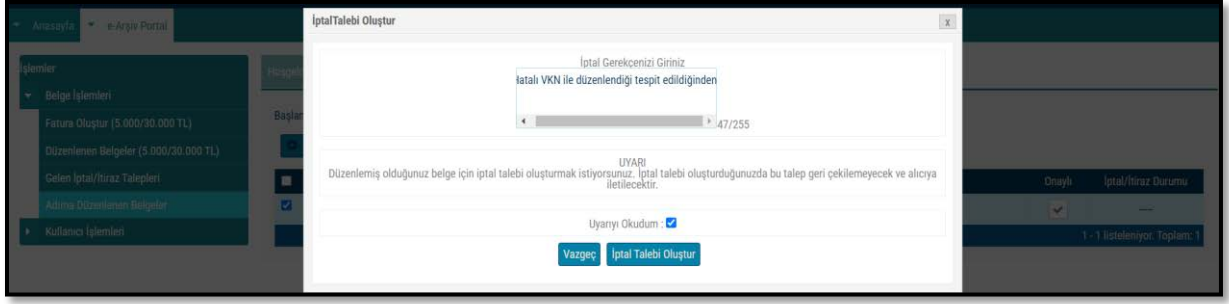 Anasayfa
e-Arşiv Portal
İptalTalebi Oluştur
x
İşlemler
Belge İşlemleri
Fatura Oluştur (5.000/30.000 TL)
Düzenlenen Belgeler (5.000/30.000 TL)
Gelen İptal/İtiraz Talepleri
Adıma Düzenlenen Belgeler
Kullanıcı İşlemleri
İptal Gerekçenizi Giriniz
Hatalı VKN ile düzenlendiği tespit edildiğinden
47/255
UYARI
Düzenlemiş olduğunuz belge için iptal talebi oluşturmak istiyorsunuz. İptal talebi oluşturduğunuzda bu talep geri çekilemeyecek ve alıcıya
iletilecektir.
Uyarıyı Okudum :
Vazgeç
İptal Talebi Oluştur
Onaylı
İptal/İtiraz Durumu
----
1 - 1 listeleniyor. Toplam: 1